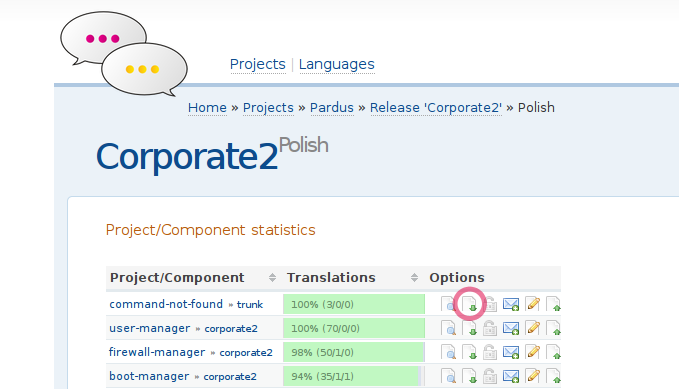 Projects | Languages
Home » Projects » Pardus » Release 'Corporate2' » Polish
Corporate2 Polish
Project/Component statistics
Project/Component Translations Options
command-not-found » trunk 100% (3/0/0)
user-manager » corporate2 100% (70/0/0)
firewall-manager » corporate2 98% (50/1/0)
boot-manager » corporate2 94% (35/1/1)